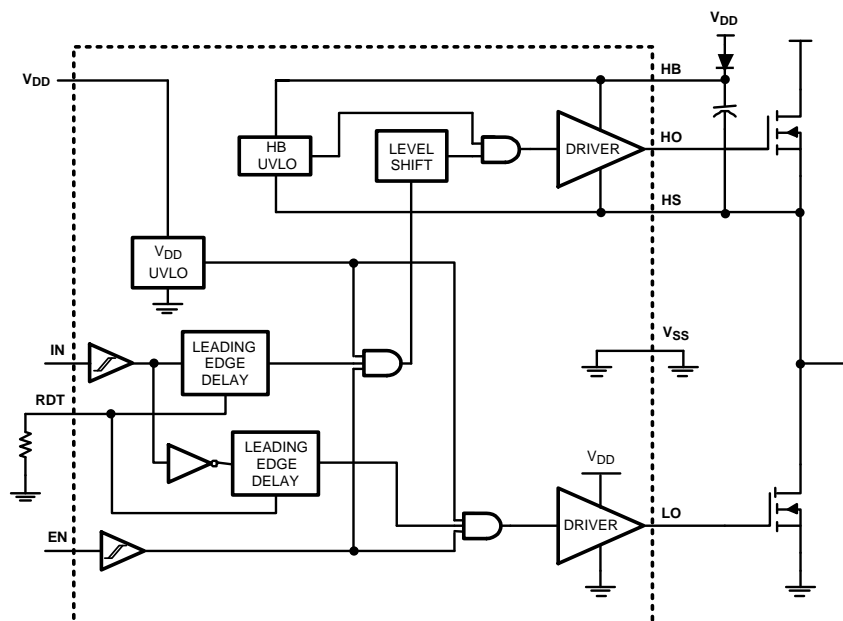 VDD
HB
VDD
HB
UVLO
LEVEL
SHIFT
DRIVER
HO
HS
VDD
UVLO
IN
LEADING
EDGE
DELAY
VSS
RDT
LEADING
EDGE
DELAY
VDD
EN
DRIVER
LO